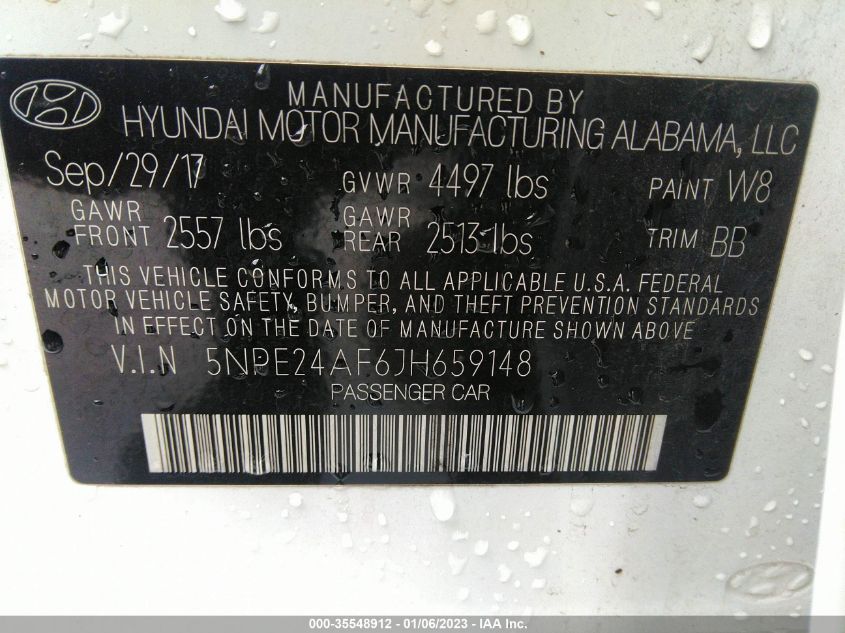 MANUFACTURED BY
HYUNDAI MOTOR MANUFACTURING ALABAMA, LLC
Sep/29/17 GVWR 4497 lbs PAINT W8
GAWR FRONT 2557 lbs GAWR REAR 2513 lbs TRIM BB
THIS VEHICLE CONFORMS TO ALL APPLICABLE U.S.A. FEDERAL
MOTOR VEHICLE SAFETY, BUMPER, AND THEFT PREVENTION STANDARDS
IN EFFECT ON THE DATE OF MANUFACTURE SHOWN ABOVE
V.I.N 5NPE24AF6JH659148
PASSENGER CAR
000-35548912 - 01/06/2023 - IAA Inc.